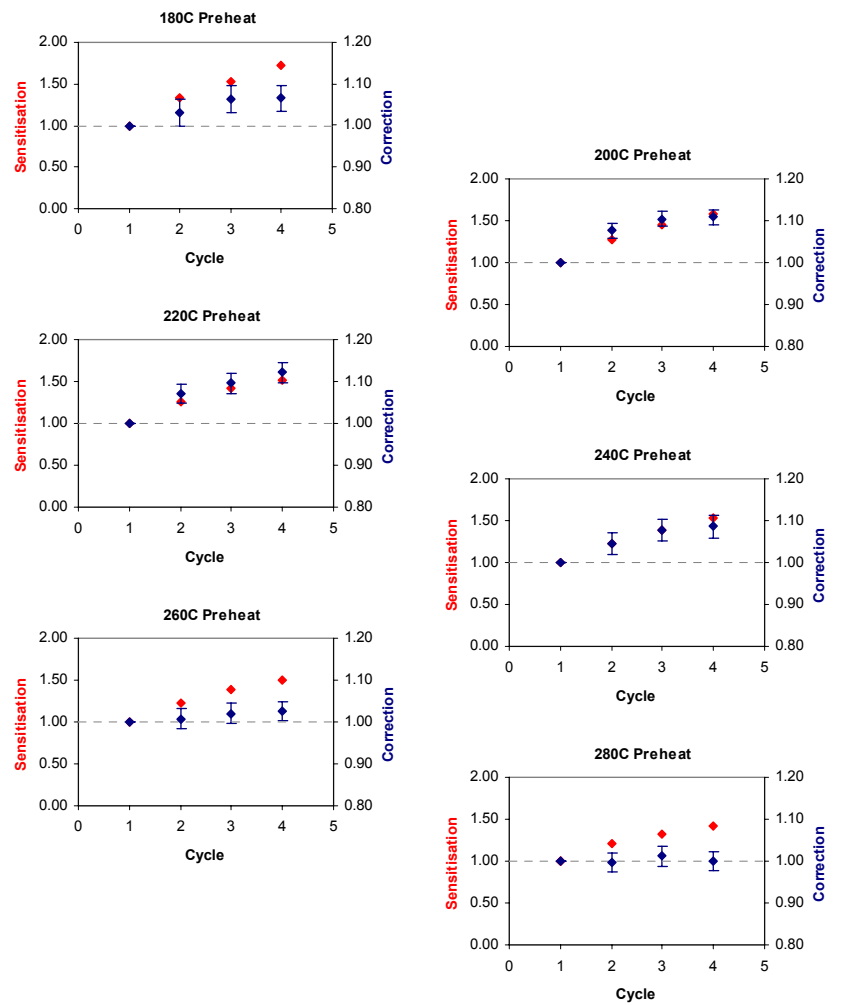 180C Preheat
2.00
1.50
1.00
0.50
0.00
1.20
1.10
1.00
0.90
0.80
0 1 2 3 4 5
Sensitisation
Correction
Cycle
200C Preheat
2.00
1.50
1.00
0.50
0.00
1.20
1.10
1.00
0.90
0.80
0 1 2 3 4 5
Sensitisation
Correction
Cycle
220C Preheat
2.00
1.50
1.00
0.50
0.00
1.20
1.10
1.00
0.90
0.80
0 1 2 3 4 5
Sensitisation
Correction
Cycle
240C Preheat
2.00
1.50
1.00
0.50
0.00
1.20
1.10
1.00
0.90
0.80
0 1 2 3 4 5
Sensitisation
Correction
Cycle
260C Preheat
2.00
1.50
1.00
0.50
0.00
1.20
1.10
1.00
0.90
0.80
0 1 2 3 4 5
Sensitisation
Correction
Cycle
280C Preheat
2.00
1.50
1.00
0.50
0.00
1.20
1.10
1.00
0.90
0.80
0 1 2 3 4 5
Sensitisation
Correction
Cycle